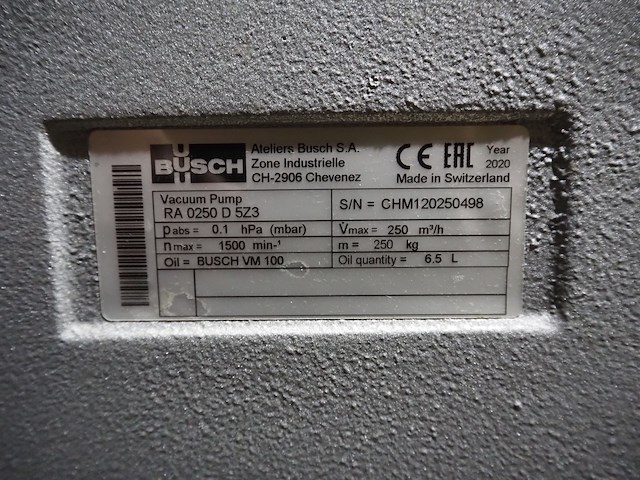 BUSCH
Ateliers Busch S.A.
Zone Industrielle
CH-2906 Chevenez
CE EAC Year
2020
Made in Switzerland
Vacuum Pump
RA 0250 D 5Z3
S/N = CHM120250498
pabs = 0.1 hPa (mbar)
V̇max = 250 m³/h
nmax = 1500 min-¹
m = 250 kg
Oil = BUSCH VM 100
Oil quantity = 6.5 L